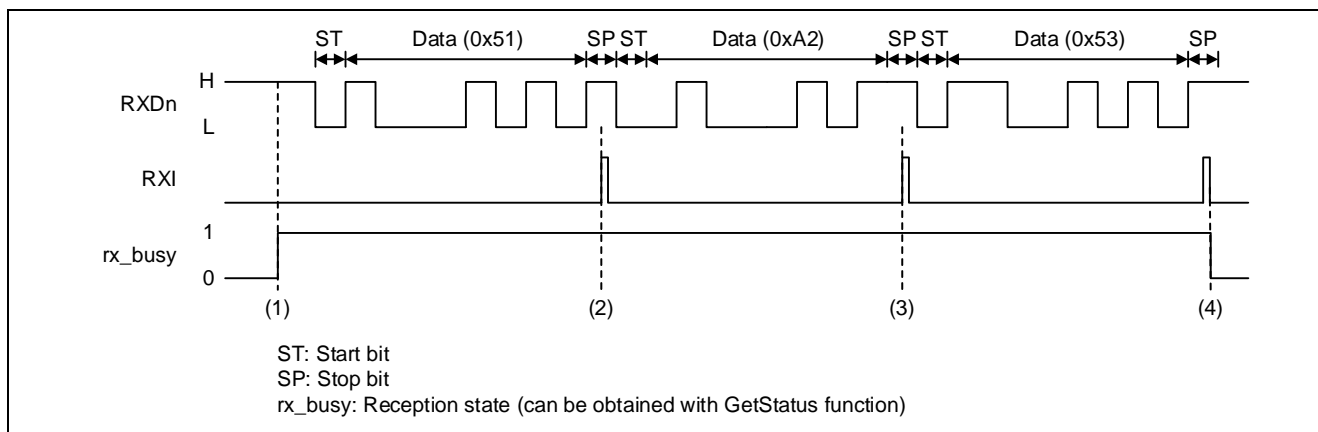 ST Data (0x51) SP ST Data (0xA2) SP ST Data (0x53) SP
H
RXDn
L
RXI
1
rx_busy
0
(1) (2) (3) (4)
ST: Start bit
SP: Stop bit
rx_busy: Reception state (can be obtained with GetStatus function)